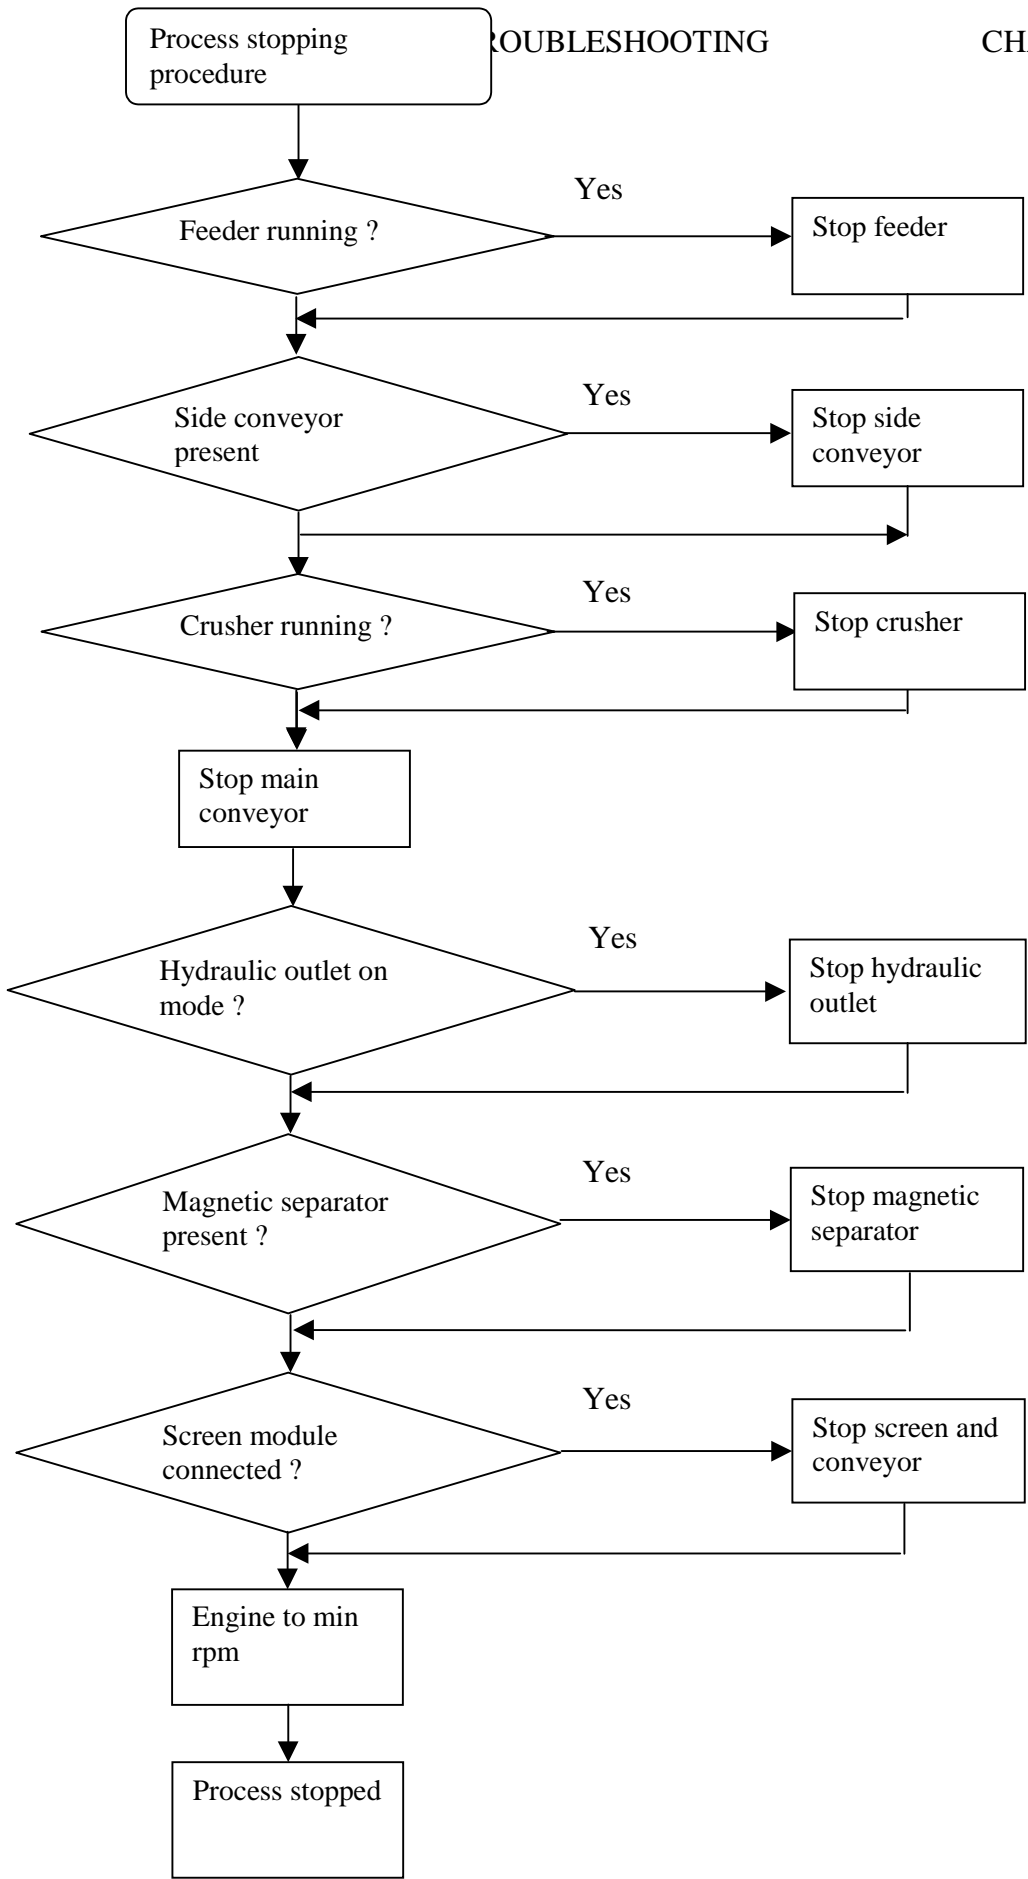 Process stopping
procedure
ROUBLESHOOTING
Feeder running ?
Yes
Stop feeder
Side conveyor
present
Yes
Stop side
conveyor
Crusher running ?
Yes
Stop crusher
Stop main
conveyor
Hydraulic outlet on
mode ?
Yes
Stop hydraulic
outlet
Magnetic separator
present ?
Yes
Stop magnetic
separator
Screen module
connected ?
Yes
Stop screen and
conveyor
Engine to min
rpm
Process stopped